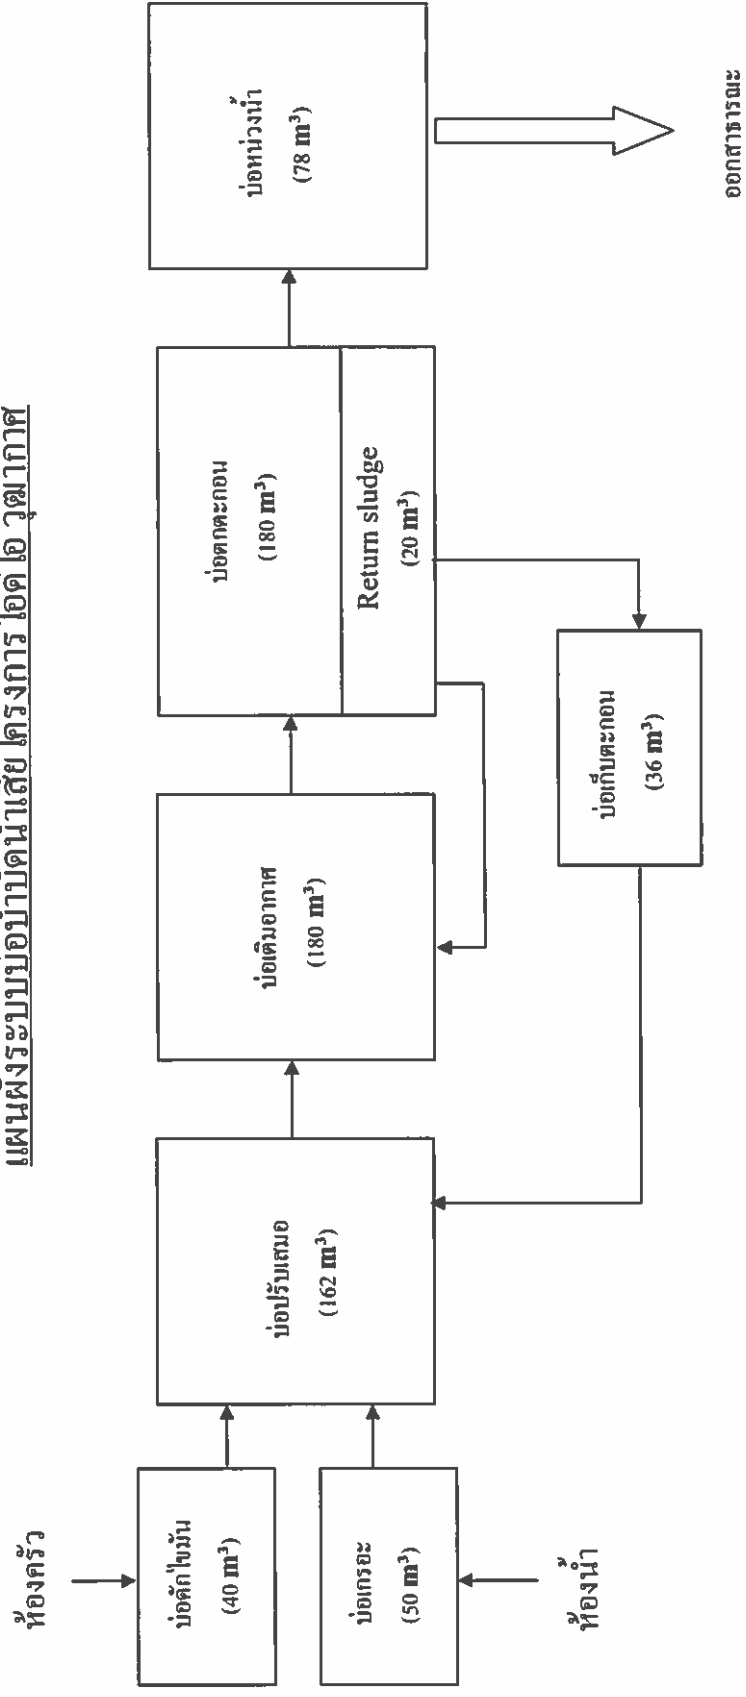 แผนผังระบบบ่อบำบัดน้ำเสีย โครงการ ไอดีโอ วุฒากาศ
ห้องครัว
บ่อดักไขมัน
(40 m³)
บ่อเกรอะ
(50 m³)
ห้องน้ำ
บ่อปรับเสมอ
(162 m³)
บ่อเติมอากาศ
(180 m³)
บ่อตกตะกอน
(180 m³)
Return sludge
(20 m³)
บ่อเก็บตะกอน
(36 m³)
บ่อหน่วงน้ำ
(78 m³)
ออกสาธารณะ